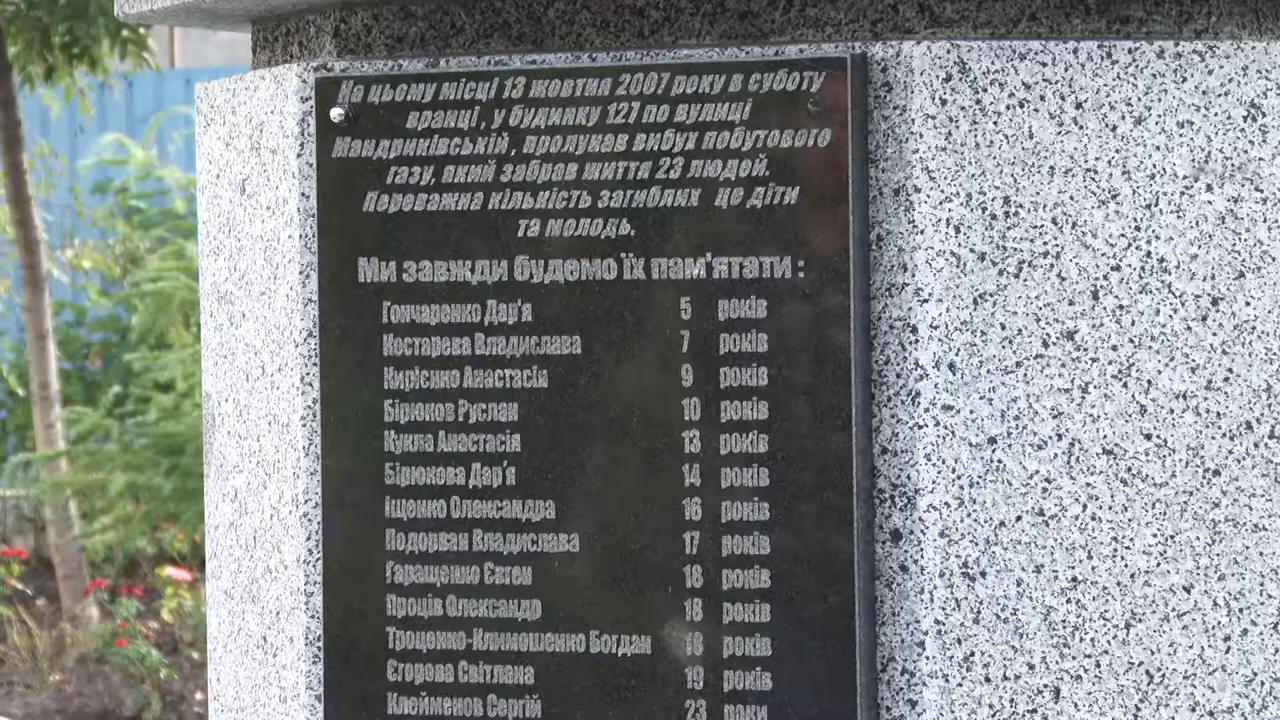 На цьому місці 13 жовтня 2007 року в суботу
вранці , у будинку 127 по вулиці
Мандриківській , пролунав вибух побутового
газу, який забрав життя 23 людей.
Переважна кількість загиблих це діти
та молодь.
Ми завжди будемо їх пам'ятати :
Гончаренко Дар'я 5 років
Костарева Владислава 7 років
Кирієнко Анастасія 9 років
Бірюков Руслан 10 років
Кукла Анастасія 13 років
Бірюкова Дар'я 14 років
Іщенко Олександра 16 років
Подорван Владислава 17 років
Гаращенко Євген 18 років
Проців Олександр 18 років
Троценко-Климошенко Богдан 18 років
Єгорова Світлана 19 років
Клейменов Сергій 23 роки